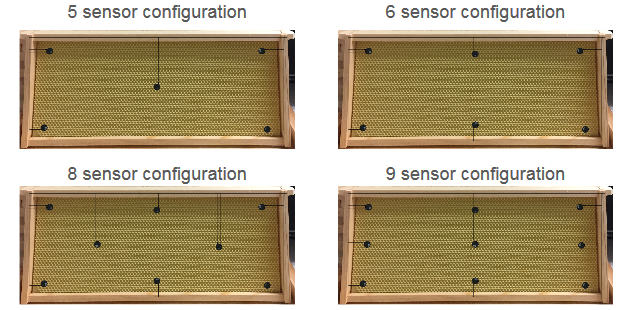 5 sensor configuration
6 sensor configuration
8 sensor configuration
9 sensor configuration